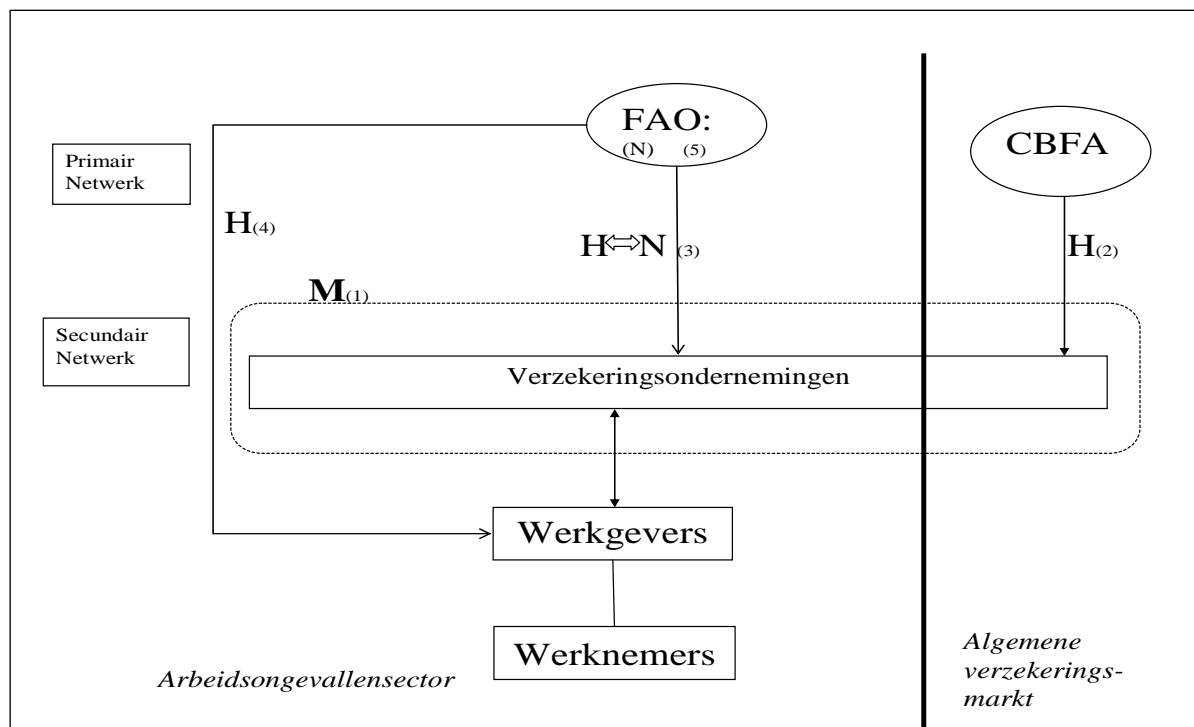 FAO:
(N) (5)
CBFA
Primair
Netwerk
H(4)
H⇔N (3)
H(2)
M(1)
Secundair
Netwerk
Verzekeringsondernemingen
Werkgevers
Werknemers
Arbeidsongevallensector
Algemene
verzekerings-
markt